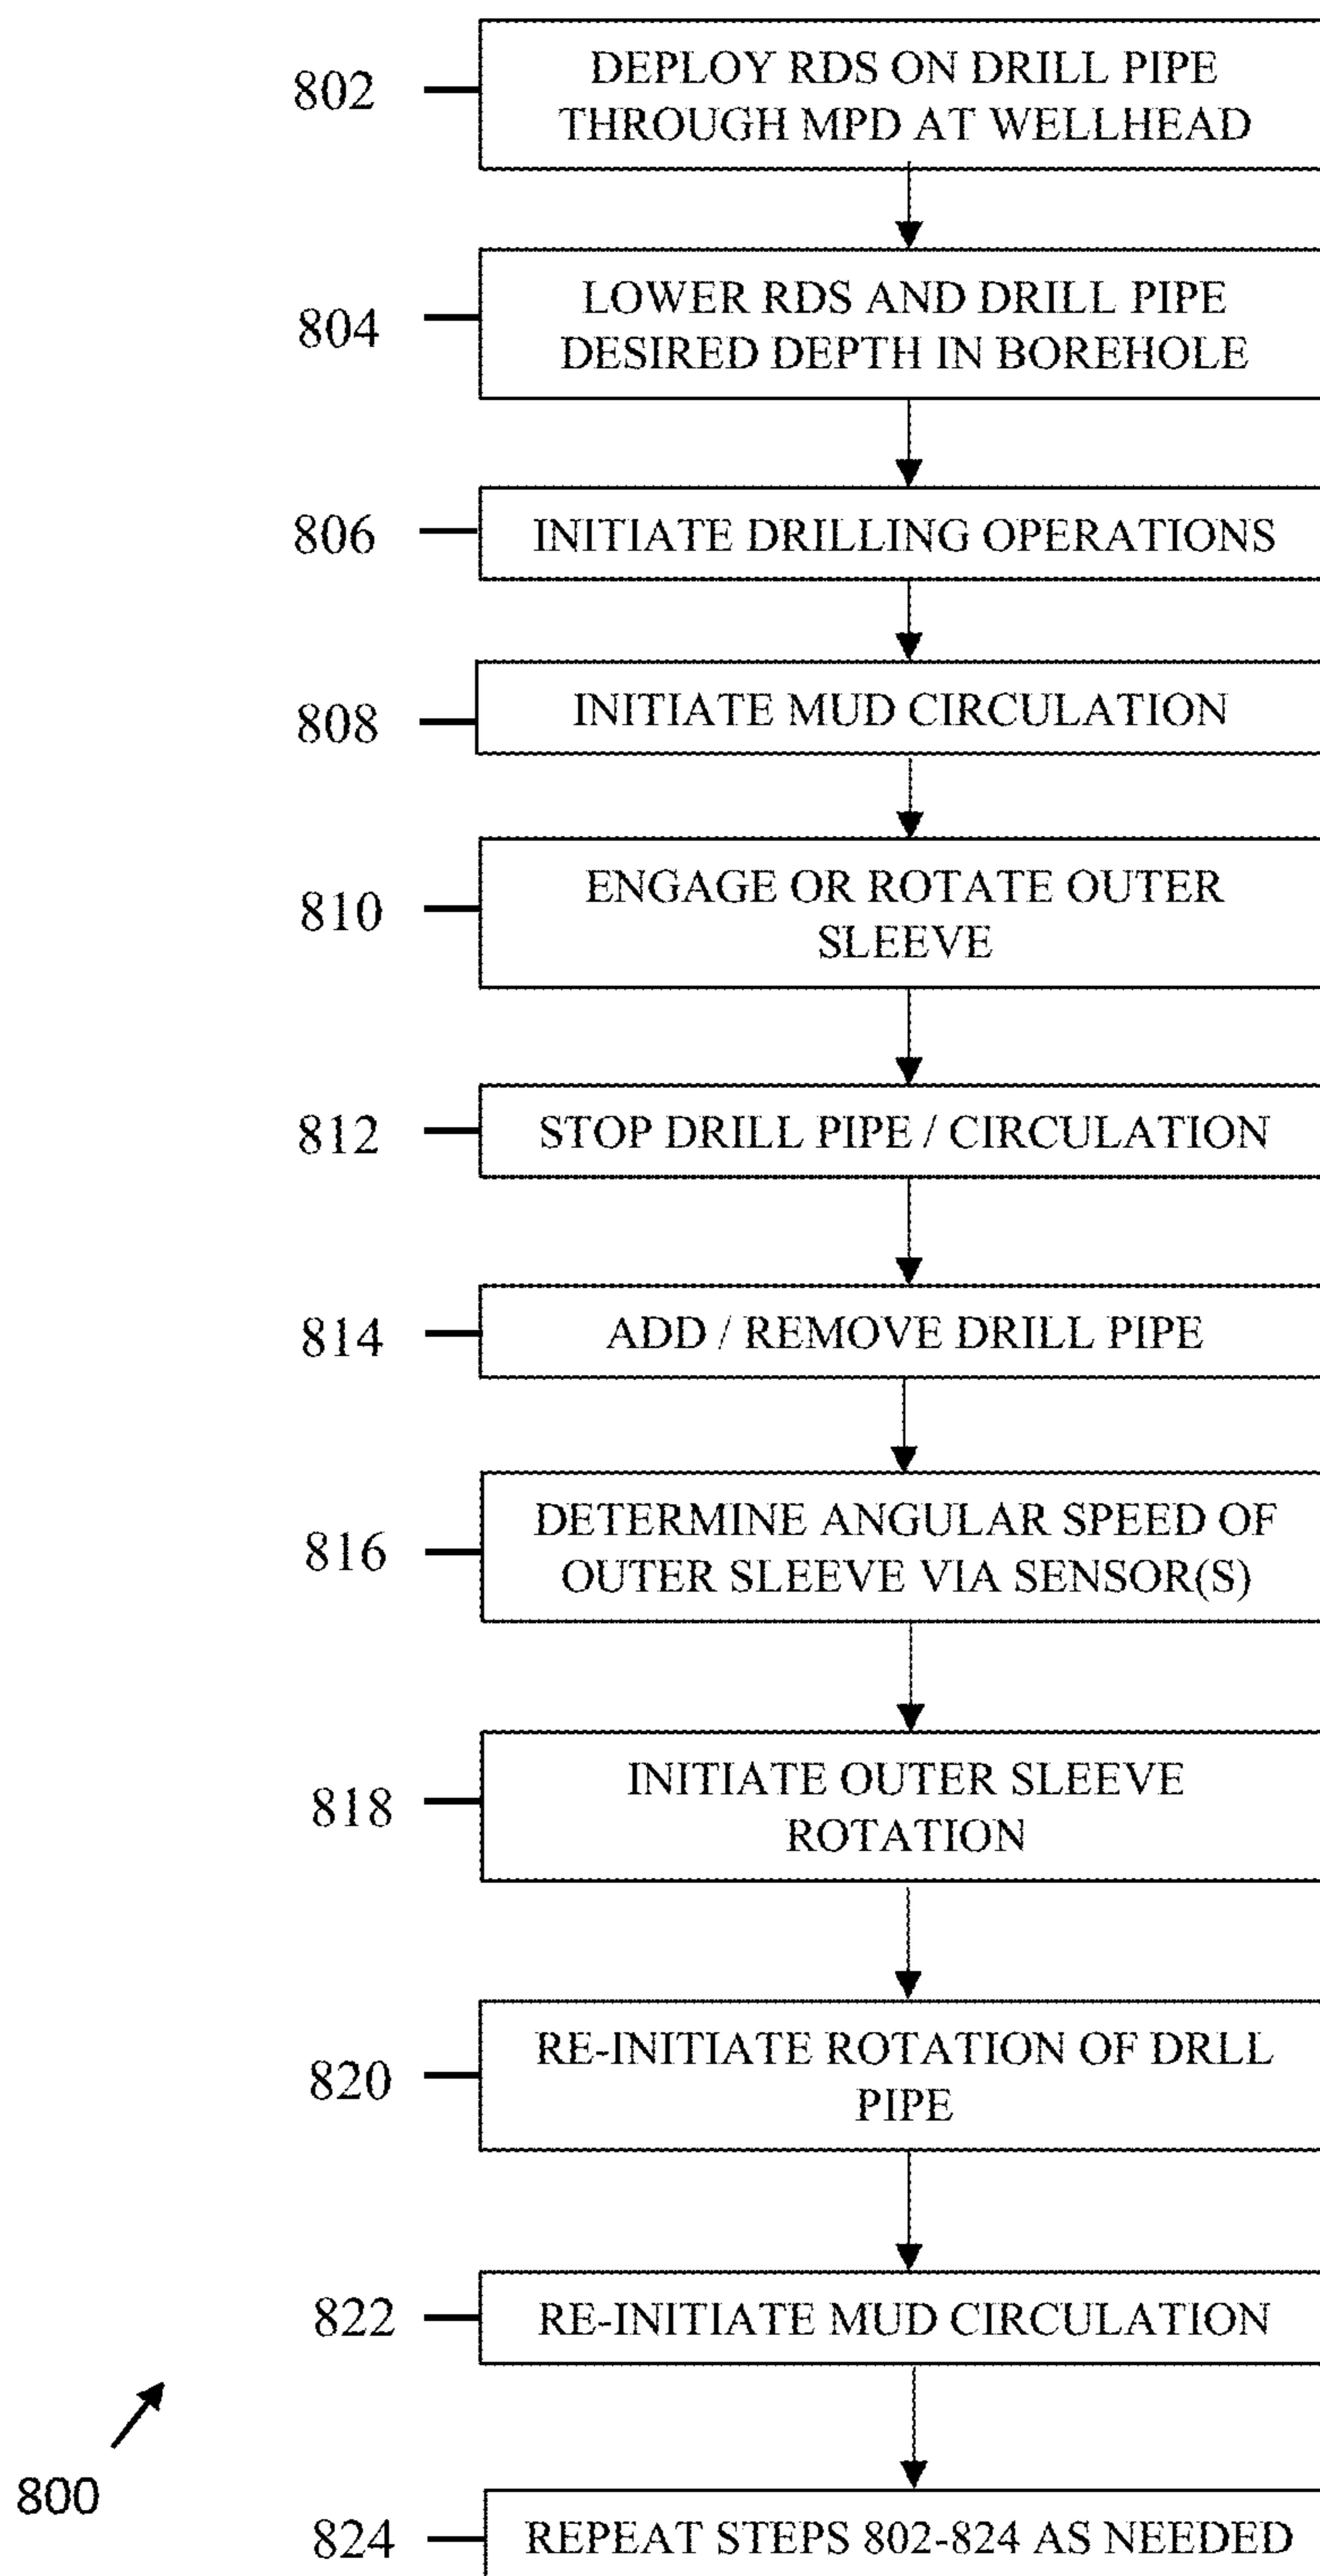 802
DEPLOY RDS ON DRILL PIPE
THROUGH MPD AT WELLHEAD
804
LOWER RDS AND DRILL PIPE
DESIRED DEPTH IN BOREHOLE
806
INITIATE DRILLING OPERATIONS
808
INITIATE MUD CIRCULATION
810
ENGAGE OR ROTATE OUTER
SLEEVE
812
STOP DRILL PIPE / CIRCULATION
814
ADD / REMOVE DRILL PIPE
816
DETERMINE ANGULAR SPEED OF
OUTER SLEEVE VIA SENSOR(S)
818
INITIATE OUTER SLEEVE
ROTATION
820
RE-INITIATE ROTATION OF DRLL
PIPE
822
RE-INITIATE MUD CIRCULATION
800
824
REPEAT STEPS 802-824 AS NEEDED